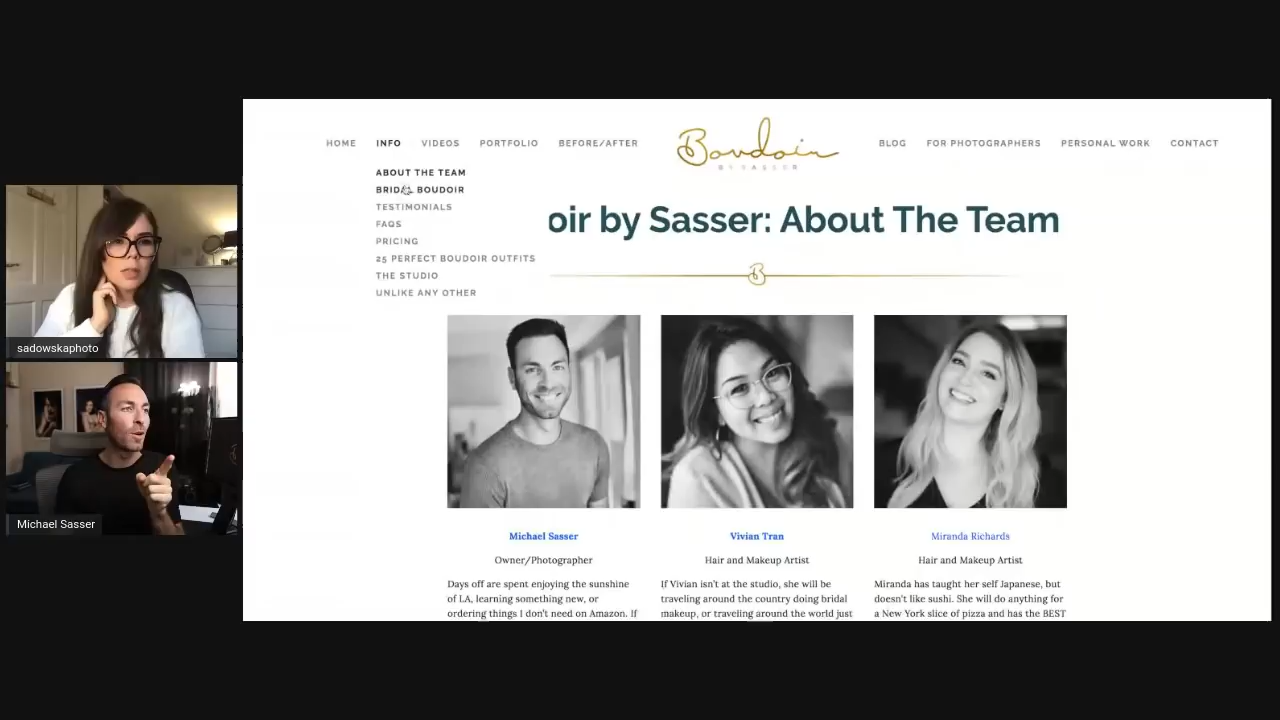 HOME INFO VIDEOS PORTFOLIO BEFORE/AFTER
Boudoir
BY SASSER
BLOG FOR PHOTOGRAPHERS PERSONAL WORK CONTACT
ABOUT THE TEAM
BRIDAL BOUDOIR
TESTIMONIALS
FAQS
PRICING
25 PERFECT BOUDOIR OUTFITS
THE STUDIO
UNLIKE ANY OTHER
oir by Sasser: About The Team
B
sadowskaphoto
Michael Sasser
Michael Sasser
Owner/Photographer
Days off are spent enjoying the sunshine
of LA, learning something new, or
ordering things I don't need on Amazon. If
Vivian Tran
Hair and Makeup Artist
If Vivian isn't at the studio, she will be
traveling around the country doing bridal
makeup, or traveling around the world just
Miranda Richards
Hair and Makeup Artist
Miranda has taught her self Japanese, but
doesn't like sushi. She will do anything for
a New York slice of pizza and has the BEST